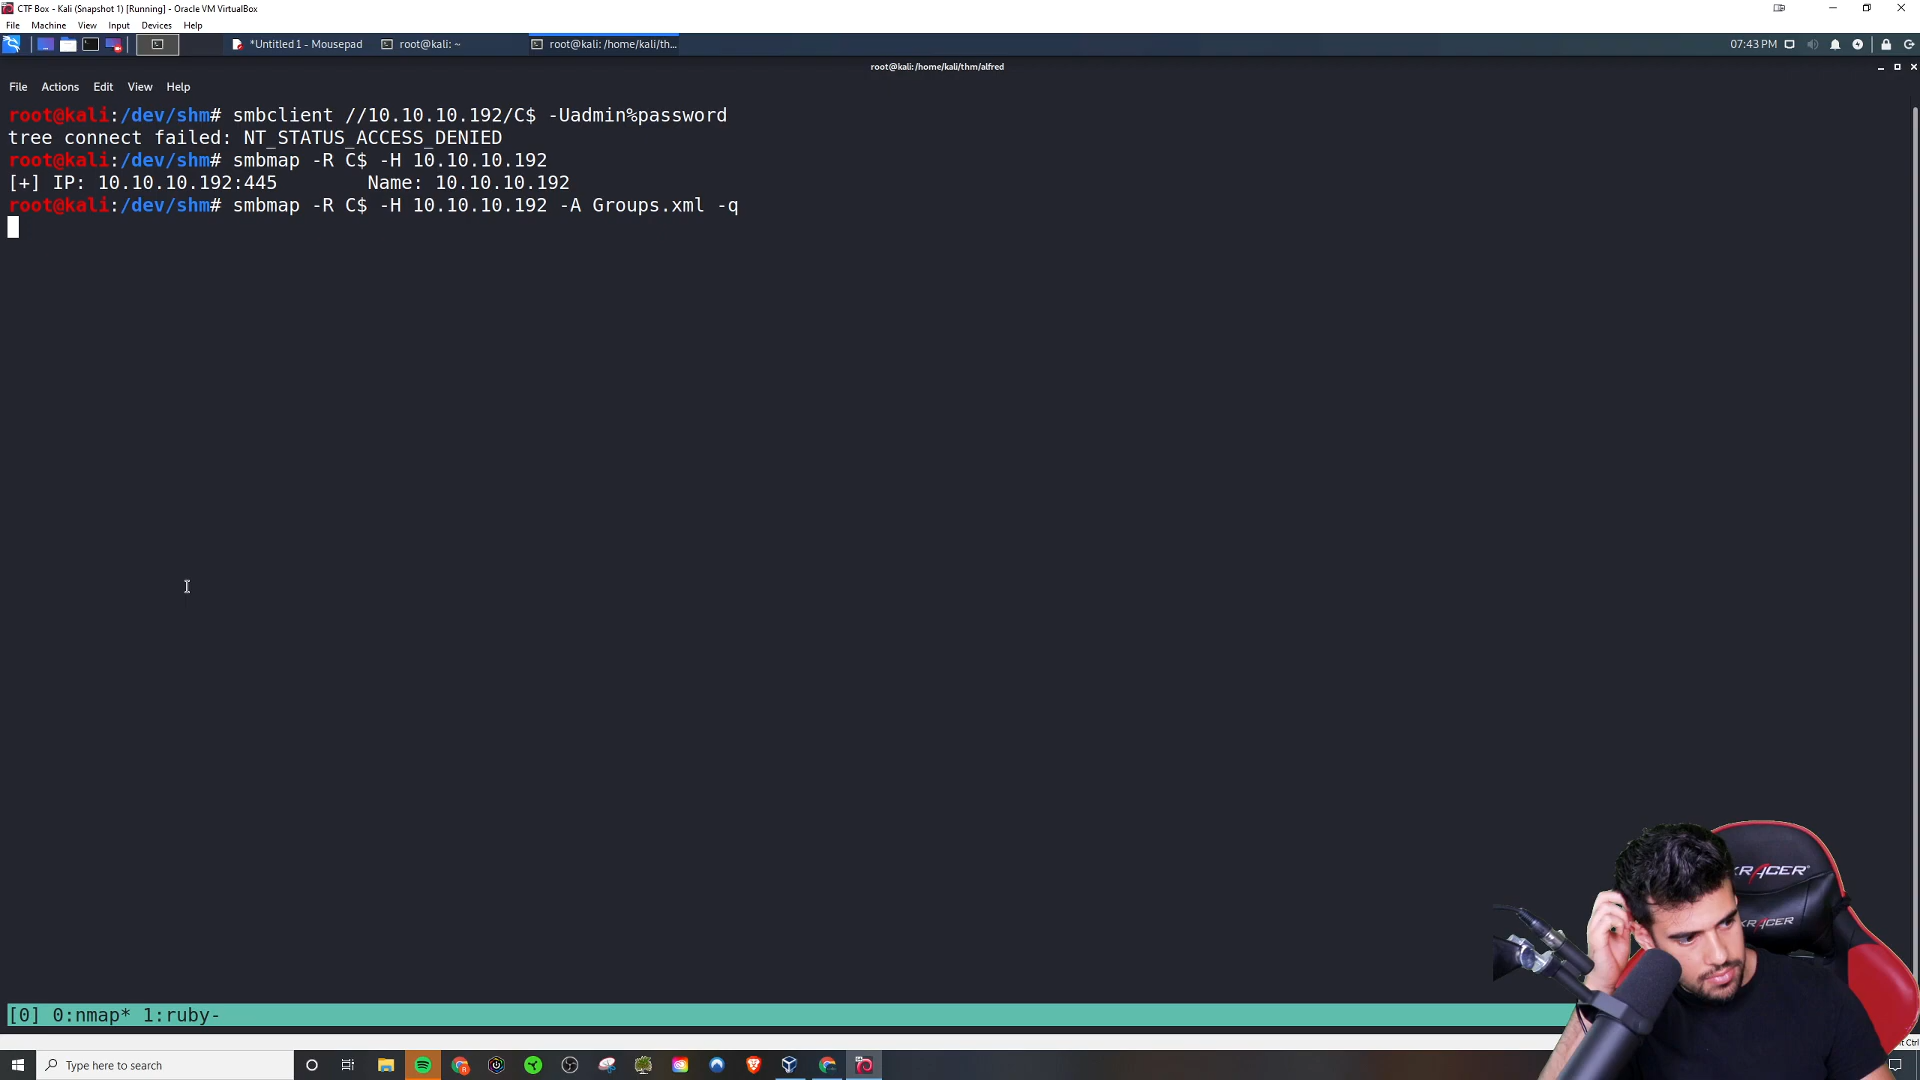 CTF Box - Kali (Snapshot 1) [Running] - Oracle VM VirtualBox
File Machine View Input Devices Help
*Untitled 1 - Mousepad
root@kali: ~
root@kali: /home/kali/th...
07:43 PM
root@kali: /home/kali/thm/alfred
File Actions Edit View Help
root@kali:/dev/shm# smbclient //10.10.10.192/C$ -Uadmin%password
tree connect failed: NT_STATUS_ACCESS_DENIED
root@kali:/dev/shm# smbmap -R C$ -H 10.10.10.192
[+] IP: 10.10.10.192:445 Name: 10.10.10.192
root@kali:/dev/shm# smbmap -R C$ -H 10.10.10.192 -A Groups.xml -q
[0] 0:nmap* 1:ruby-
Ctrl
Type here to search